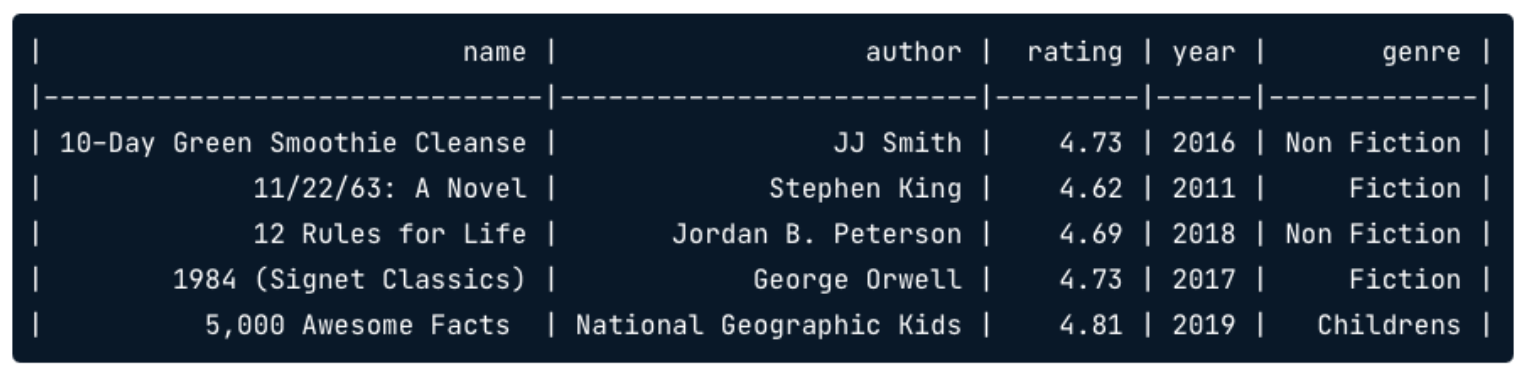 |                          name |                   author |  rating | year |       genre |
|-------------------------------|--------------------------|---------|------|-------------|
| 10-Day Green Smoothie Cleanse |                 JJ Smith |    4.73 | 2016 | Non Fiction |
|             11/22/63: A Novel |             Stephen King |    4.62 | 2011 |     Fiction |
|             12 Rules for Life |       Jordan B. Peterson |    4.69 | 2018 | Non Fiction |
|        1984 (Signet Classics) |            George Orwell |    4.73 | 2017 |     Fiction |
|          5,000 Awesome Facts  | National Geographic Kids |    4.81 | 2019 |   Childrens |